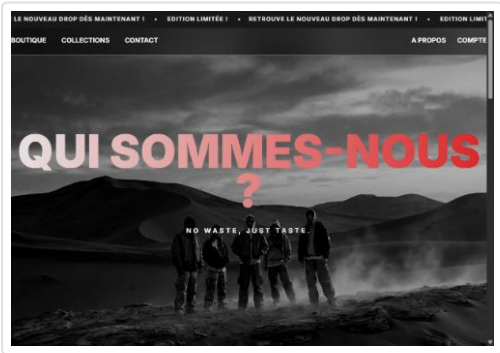 LE NOUVEAU DROP DÈS MAINTENANT ! • EDITION LIMITÉE ! • RETROUVE LE NOUVEAU DROP DÈS MAINTENANT ! • EDITION LIMIT
BOUTIQUE COLLECTIONS CONTACT A PROPOS COMPTE
QUI SOMMES-NOUS
?
NO WASTE, JUST TASTE.